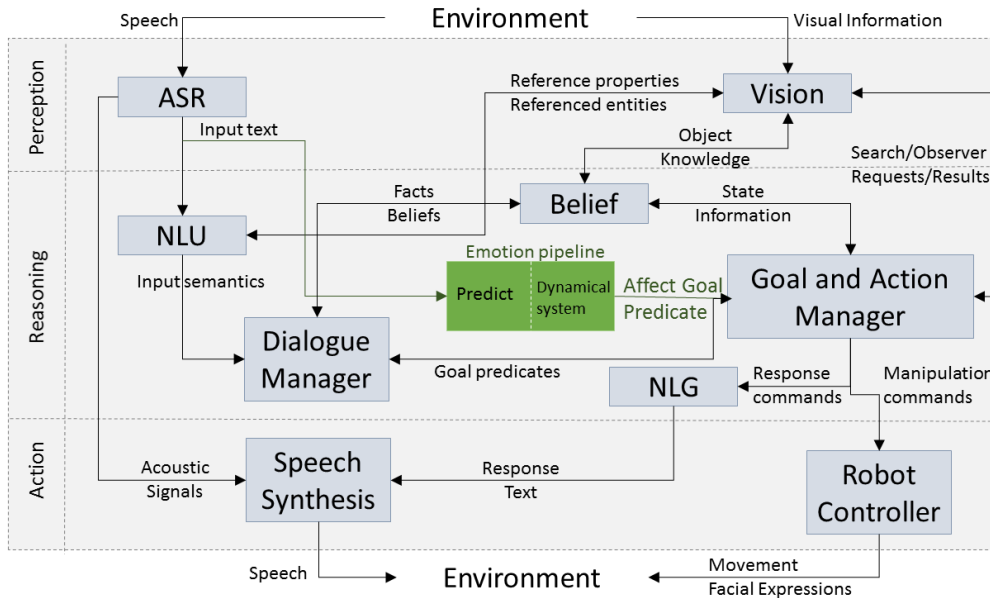 Environment
Speech
Visual Information
Perception
ASR
Reference properties
Referenced entities
Vision
Input text
Object
Knowledge
Search/Observer
Requests/Results
Reasoning
Facts
Beliefs
Belief
State
Information
NLU
Input semantics
Emotion pipeline
Predict
Dynamical
system
Affect Goal
Predicate
Goal and Action
Manager
Dialogue
Manager
Goal predicates
NLG
Response
commands
Manipulation
commands
Action
Acoustic
Signals
Speech
Synthesis
Response
Text
Robot
Controller
Speech
Environment
Movement
Facial Expressions